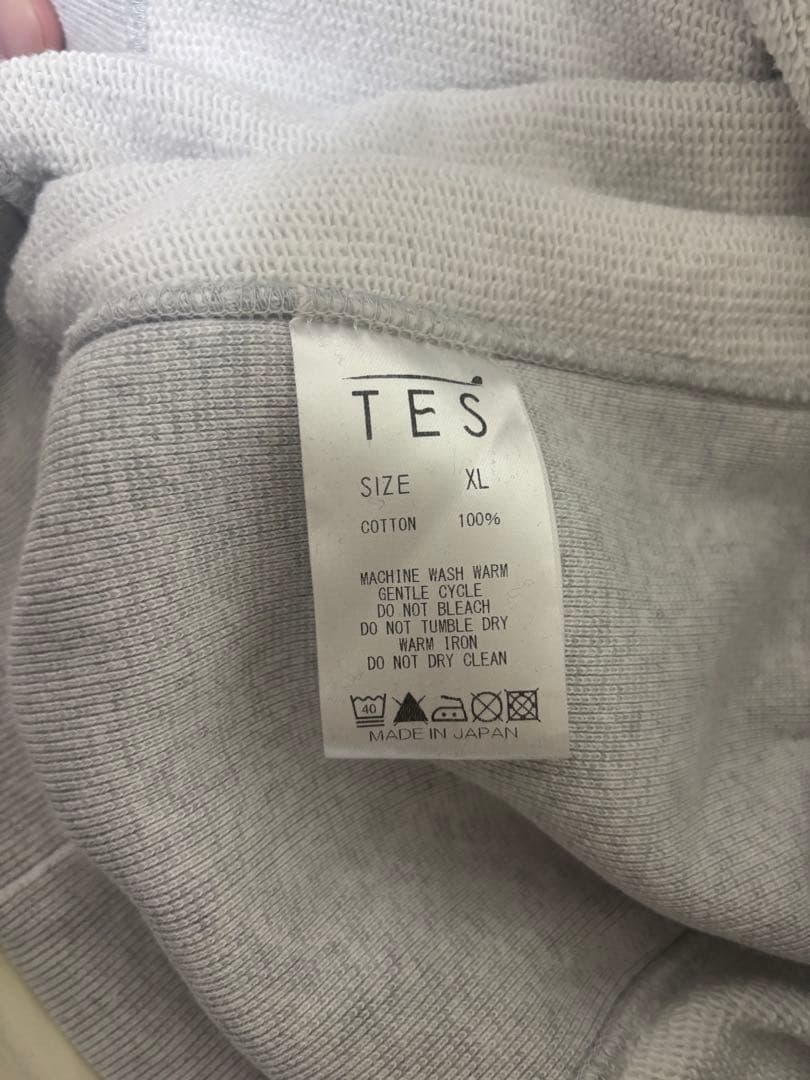 TES
SIZE XL
COTTON 100%
MACHINE WASH WARM
GENTLE CYCLE
DO NOT BLEACH
DO NOT TUMBLE DRY
WARM IRON
DO NOT DRY CLEAN
40
MADE IN JAPAN